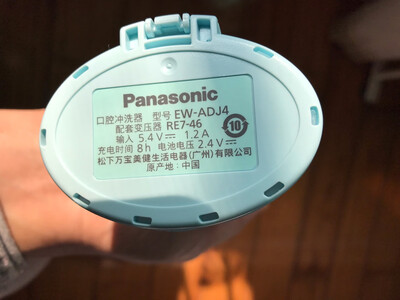 Panasonic
口腔冲洗器 型号 EW-ADJ4
配套变压器 RE7-46
输入 5.4V⎓ 1.2A
充电时间 8h 电池电压 2.4V⎓
松下万宝美健生活电器(广州)有限公司
原产地: 中国
10